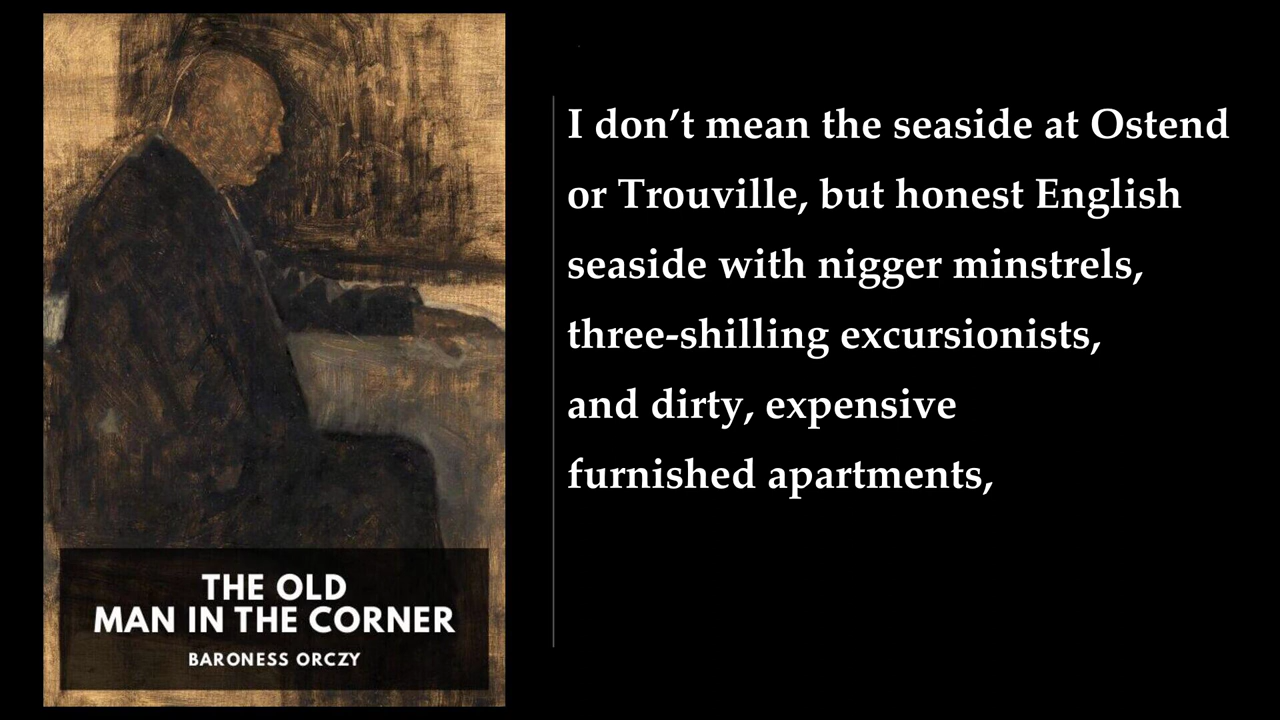 THE OLD
MAN IN THE CORNER
BARONESS ORCZY
I don’t mean the seaside at Ostend
or Trouville, but honest English
seaside with nigger minstrels,
three-shilling excursionists,
and dirty, expensive
furnished apartments,